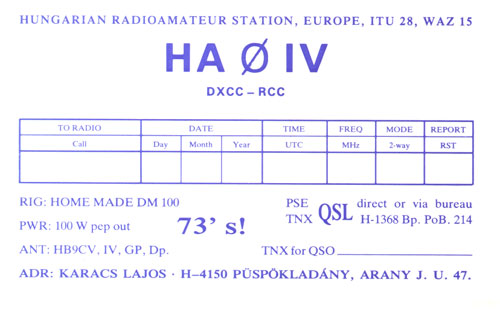 HUNGARIAN RADIOAMATEUR STATION, EUROPE, ITU 28, WAZ 15
HA Ø IV
DXCC – RCC
TO RADIO DATE TIME FREQ MODE REPORT
Call Day Month Year UTC MHz 2-way RST
RIG: HOME MADE DM 100
PWR: 100 W pep out
73' s!
PSE TNX QSL direct or via bureau
H-1368 Bp. PoB. 214
ANT: HB9CV, IV, GP, Dp.
TNX for QSO
ADR: KARACS LAJOS · H–4150 PÜSPÖKLADÁNY, ARANY J. U. 47.